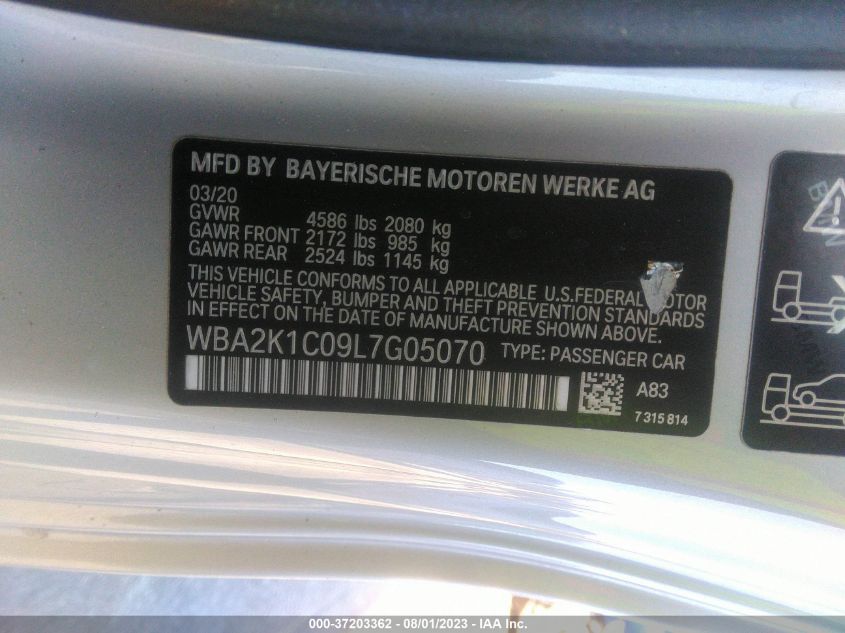 MFD BY BAYERISCHE MOTOREN WERKE AG
03/20
GVWR 4586 lbs 2080 kg
GAWR FRONT 2172 lbs 985 kg
GAWR REAR 2524 lbs 1145 kg
THIS VEHICLE CONFORMS TO ALL APPLICABLE U.S.FEDERAL MOTOR
VEHICLE SAFETY, BUMPER AND THEFT PREVENTION STANDARDS
IN EFFECT ON THE DATE OF MANUFACTURE SHOWN ABOVE.
WBA2K1C09L7G05070 TYPE: PASSENGER CAR
A83
7 315 814
000-37203362 - 08/01/2023 - IAA Inc.